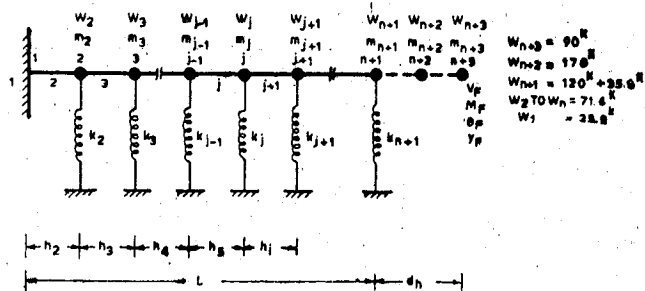 W2 W3 Wj-1 Wj Wj+1 Wn+1 Wn+2 Wn+3
m2 m3 mj-1 mj mj+1 mn+1 mn+2 mn+3
1 2 3 j-1 j j+1 n+1 n+2 n+3
1 2 3 j j+1
VF
MF
θF
yF
Wn+3 = 90K
Wn+2 = 178K
Wn+1 = 120K +35.8K
W2 TO Wn = 71.6K
W1 = 35.8K
k2 k3 kj-1 kj kj+1 kn+1
h2 h3 h4 h5 hj
L dh